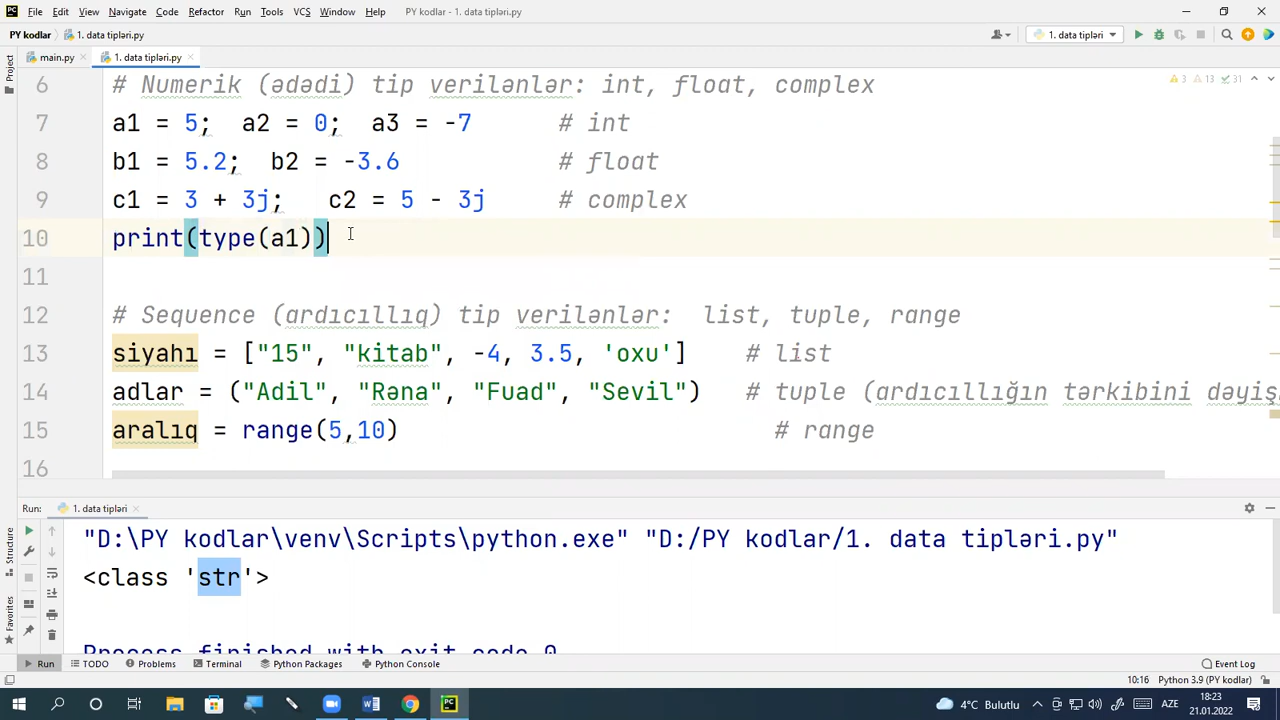 File Edit View Navigate Code Refactor Run Tools VCS Window Help PY kodlar - 1. data tipləri.py
PY kodlar 1. data tipləri.py 1. data tipləri
main.py 1. data tipləri.py
Project
3 13 31
6 # Numerik (ədədi) tip verilənlər: int, float, complex
7 a1 = 5; a2 = 0; a3 = -7 # int
8 b1 = 5.2; b2 = -3.6 # float
9 c1 = 3 + 3j; c2 = 5 - 3j # complex
10 print(type(a1))
11
12 # Sequence (ardıcıllıq) tip verilənlər: list, tuple, range
13 siyahı = ["15", "kitab", -4, 3.5, 'oxu'] # list
14 adlar = ("Adil", "Rəna", "Fuad", "Sevil") # tuple (ardıcıllığın tərkibini
15 aralıq = range(5,10) # range
16
Run: 1. data tipləri
"D:\PY kodlar\venv\Scripts\python.exe" "D:/PY kodlar/1. data tipləri.py"
<class 'str'>
Process finished with exit code 0
Structure
Favorites
Run TODO Problems Terminal Python Packages Python Console Event Log
10:16 Python 3.9 (PY kodlar)
4°C Bulutlu AZE 18:23
21.01.2022